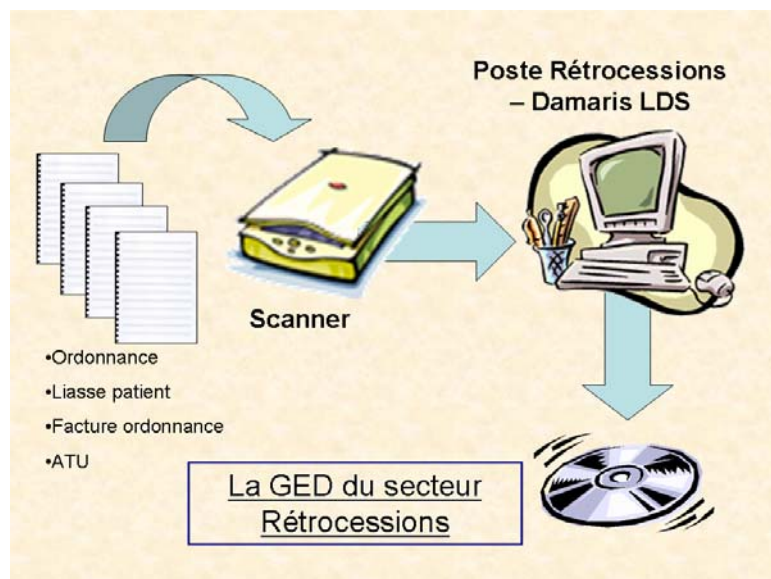 Poste Rétrocessions
– Damaris LDS
Scanner
•Ordonnance
•Liasse patient
•Facture ordonnance
•ATU
La GED du secteur
Rétrocessions